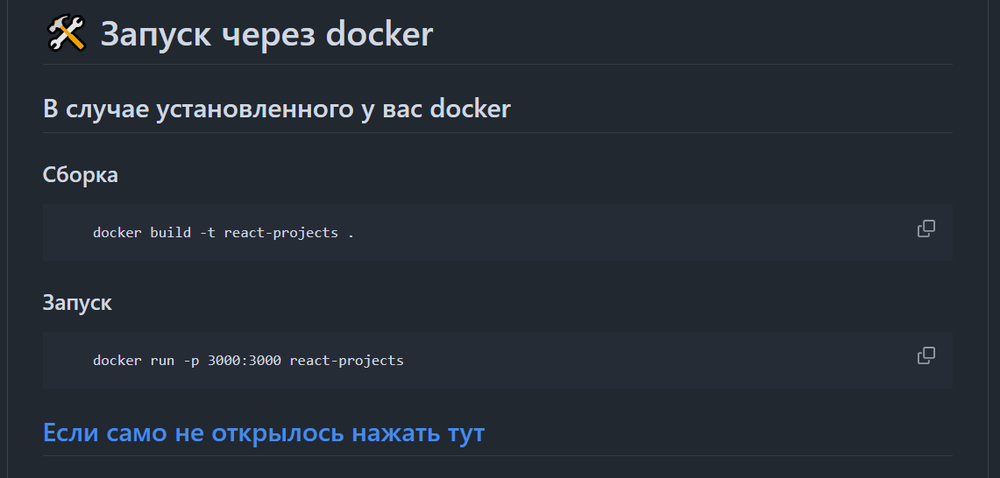 🛠 Запуск через docker
В случае установленного у вас docker
Сборка
docker build -t react-projects .
Запуск
docker run -p 3000:3000 react-projects
Если само не открылось нажать тут